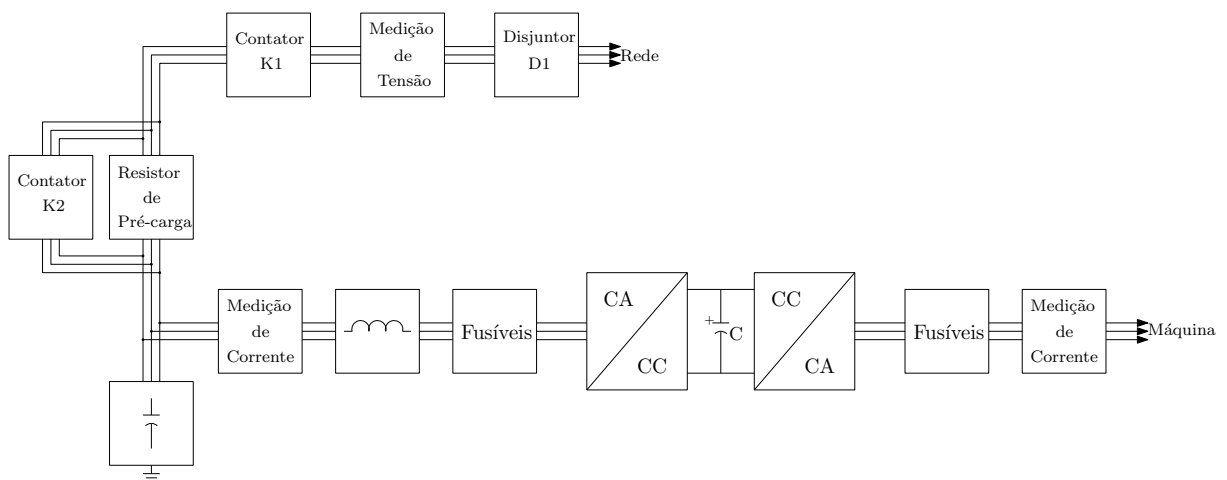 Contator
K1
Medição
de
Tensão
Disjuntor
D1
Rede
Contator
K2
Resistor
de
Pré-carga
Medição
de
Corrente
Fusíveis
CA
CC
+
C
CC
CA
Fusíveis
Medição
de
Corrente
Máquina